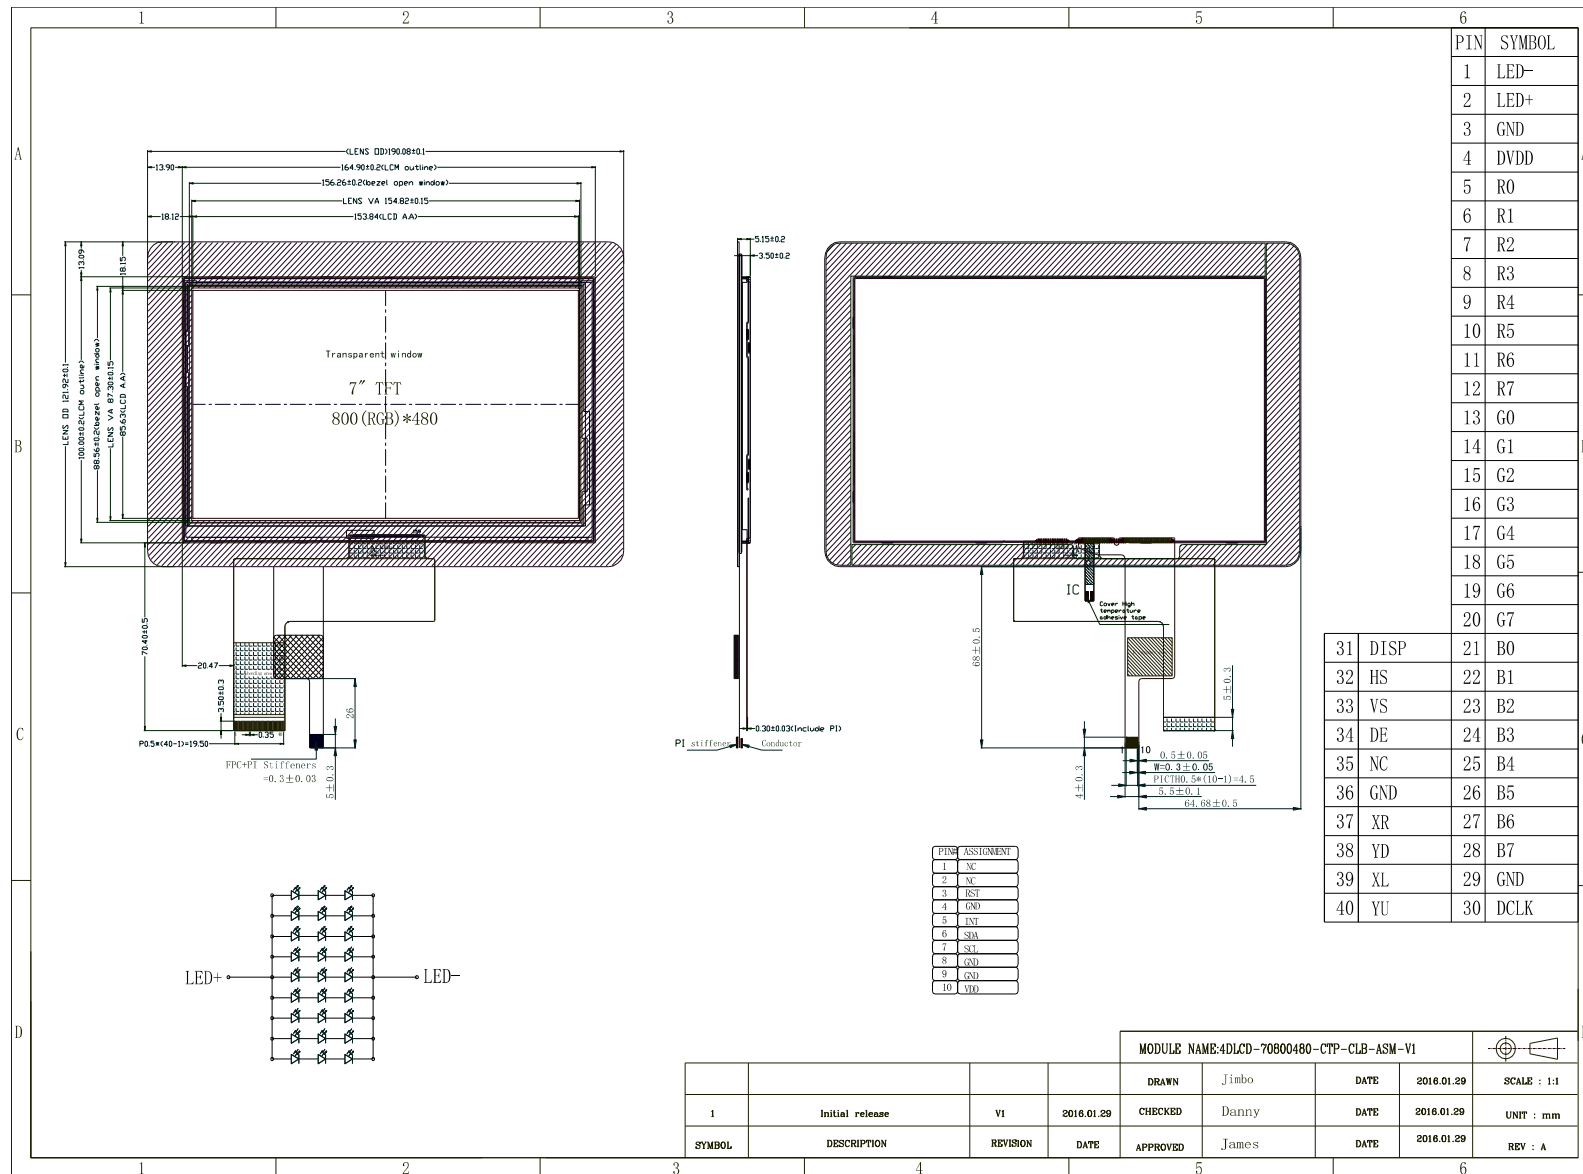 1 2 3 4 5 6
A
B
C
D
PIN SYMBOL
1 LED-
2 LED+
3 GND
4 DVDD
5 R0
6 R1
7 R2
8 R3
9 R4
10 R5
11 R6
12 R7
13 G0
14 G1
15 G2
16 G3
17 G4
18 G5
19 G6
20 G7
31 DISP 21 B0
32 HS 22 B1
33 VS 23 B2
34 DE 24 B3
35 NC 25 B4
36 GND 26 B5
37 XR 27 B6
38 YD 28 B7
39 XL 29 GND
40 YU 30 DCLK
(LENS OD)190.08±0.1
13.90
164.90±0.2(LCM outline)
156.26±0.2(bezel open window)
LENS VA 154.82±0.15
18.12
153.84(LCD AA)
13.09
18.15
LENS OD 121.92±0.1
100.00±0.2(LCM outline)
88.56±0.2(bezel open window)
LENS VA 87.30±0.15
85.63(LCD AA)
Transparent window
7" TFT
800(RGB)*480
70.40±0.5
20.47
3.50±0.3
0.35
P0.5*(40-1)=19.50
26
FPC+PI Stiffeners
=0.3±0.03
5±0.3
5.15±0.2
3.50±0.2
0.30±0.03(Include PI)
PI stiffener
Conductor
IC
Cover High
temperature
adhesive tape
68±0.5
5±0.3
4±0.3
1 10
0.5±0.05
W=0.3±0.05
PICTH0.5*(10-1)=4.5
5.5±0.1
64.68±0.5
PIN# ASSIGNMENT
1 NC
2 NC
3 RST
4 GND
5 INT
6 SDA
7 SCL
8 GND
9 GND
10 VDD
LED+ LED-
MODULE NAME:4DLCD-70800480-CTP-CLB-ASM-V1
DRAWN Jimbo DATE 2016.01.29 SCALE : 1:1
1 Initial release V1 2016.01.29 CHECKED Danny DATE 2016.01.29 UNIT : mm
SYMBOL DESCRIPTION REVISION DATE APPROVED James DATE 2016.01.29 REV : A
1 2 3 4 5 6